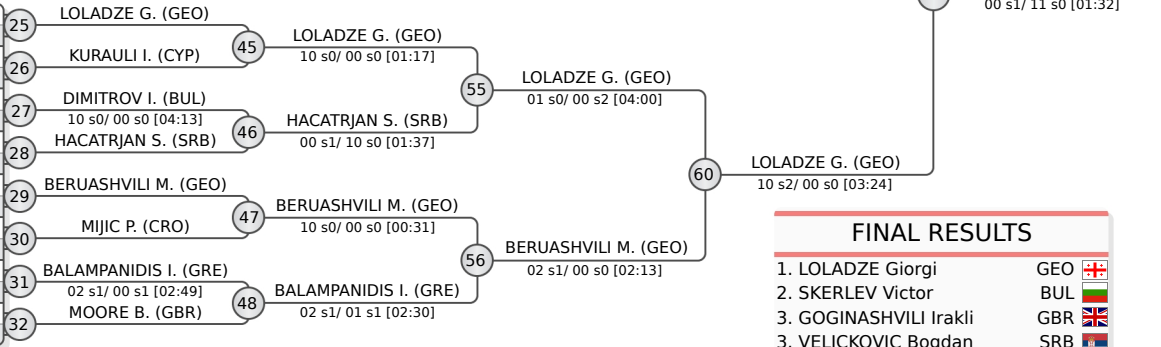 00 s1/ 11 s0 [01:32]
25
LOLADZE G. (GEO)
45
LOLADZE G. (GEO)
10 s0/ 00 s0 [01:17]
26
KURAULI I. (CYP)
55
LOLADZE G. (GEO)
01 s0/ 00 s2 [04:00]
27
DIMITROV I. (BUL)
10 s0/ 00 s0 [04:13]
46
HACATRJAN S. (SRB)
00 s1/ 10 s0 [01:37]
28
HACATRJAN S. (SRB)
60
LOLADZE G. (GEO)
10 s2/ 00 s0 [03:24]
29
BERUASHVILI M. (GEO)
47
BERUASHVILI M. (GEO)
10 s0/ 00 s0 [00:31]
30
MIJIC P. (CRO)
56
BERUASHVILI M. (GEO)
02 s1/ 00 s0 [02:13]
31
BALAMPANIDIS I. (GRE)
02 s1/ 00 s1 [02:49]
48
BALAMPANIDIS I. (GRE)
02 s1/ 01 s1 [02:30]
32
MOORE B. (GBR)
FINAL RESULTS
1. LOLADZE Giorgi GEO
2. SKERLEV Victor BUL
3. GOGINASHVILI Irakli GBR
3. VELICKOVIC Bogdan SRB